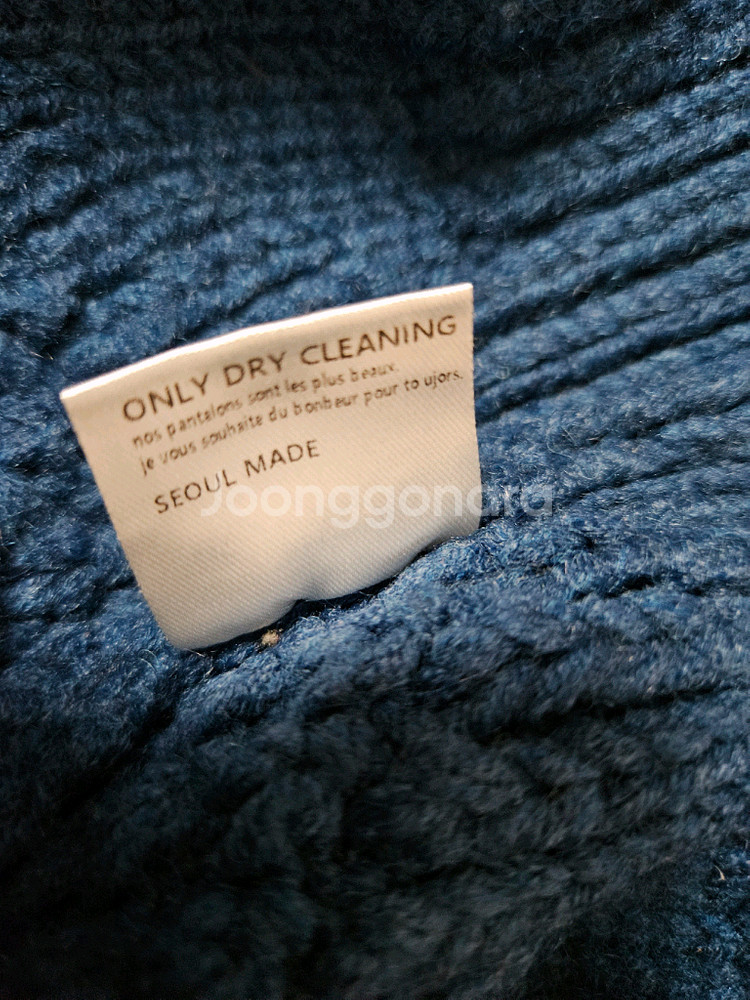 ONLY DRY CLEANING
nos pantalons sont les plus beaux.
je vous souhaite du bonheur pour to ujors.
SEOUL MADE
Joonggonara